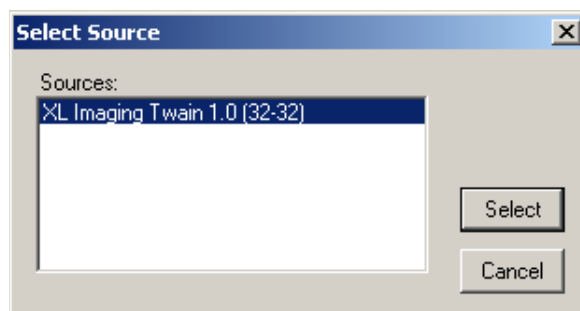 Select Source
Sources:
XL Imaging Twain 1.0 (32-32)
Select
Cancel